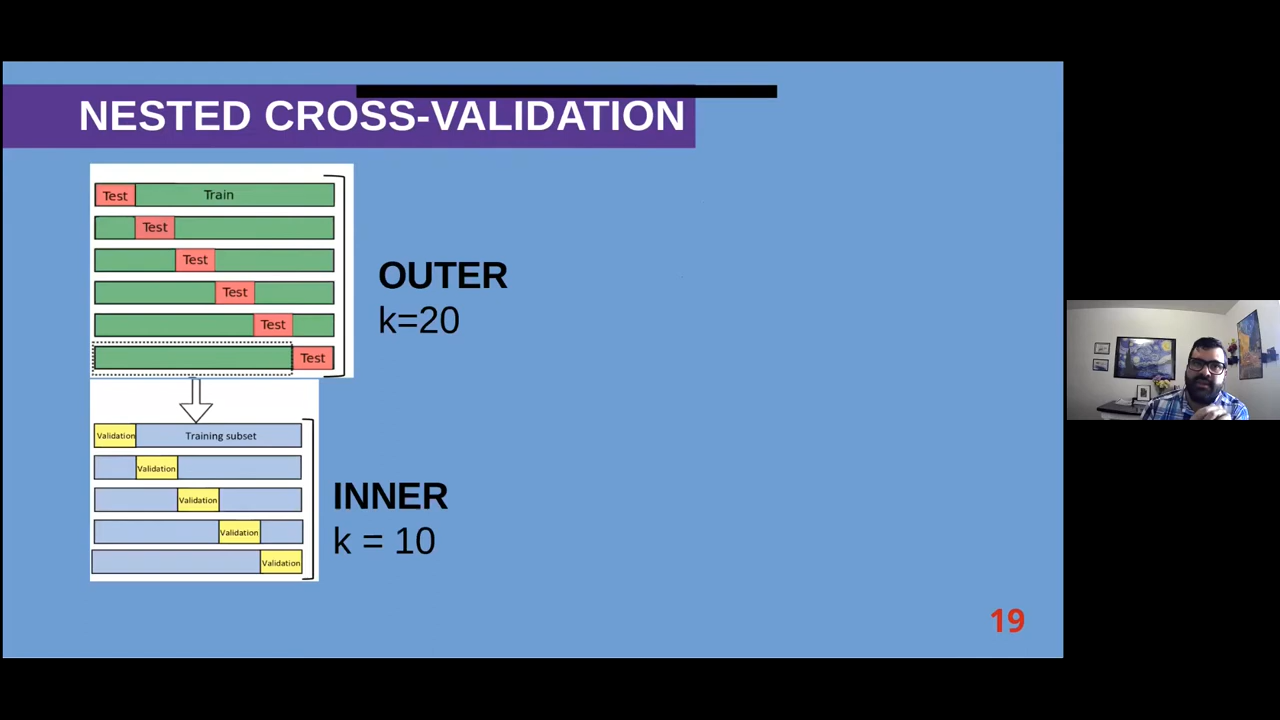 NESTED CROSS-VALIDATION
Test Train
Test
Test
Test
Test
Test
OUTER
k=20
Validation Training subset
Validation
Validation
Validation
Validation
INNER
k = 10
19